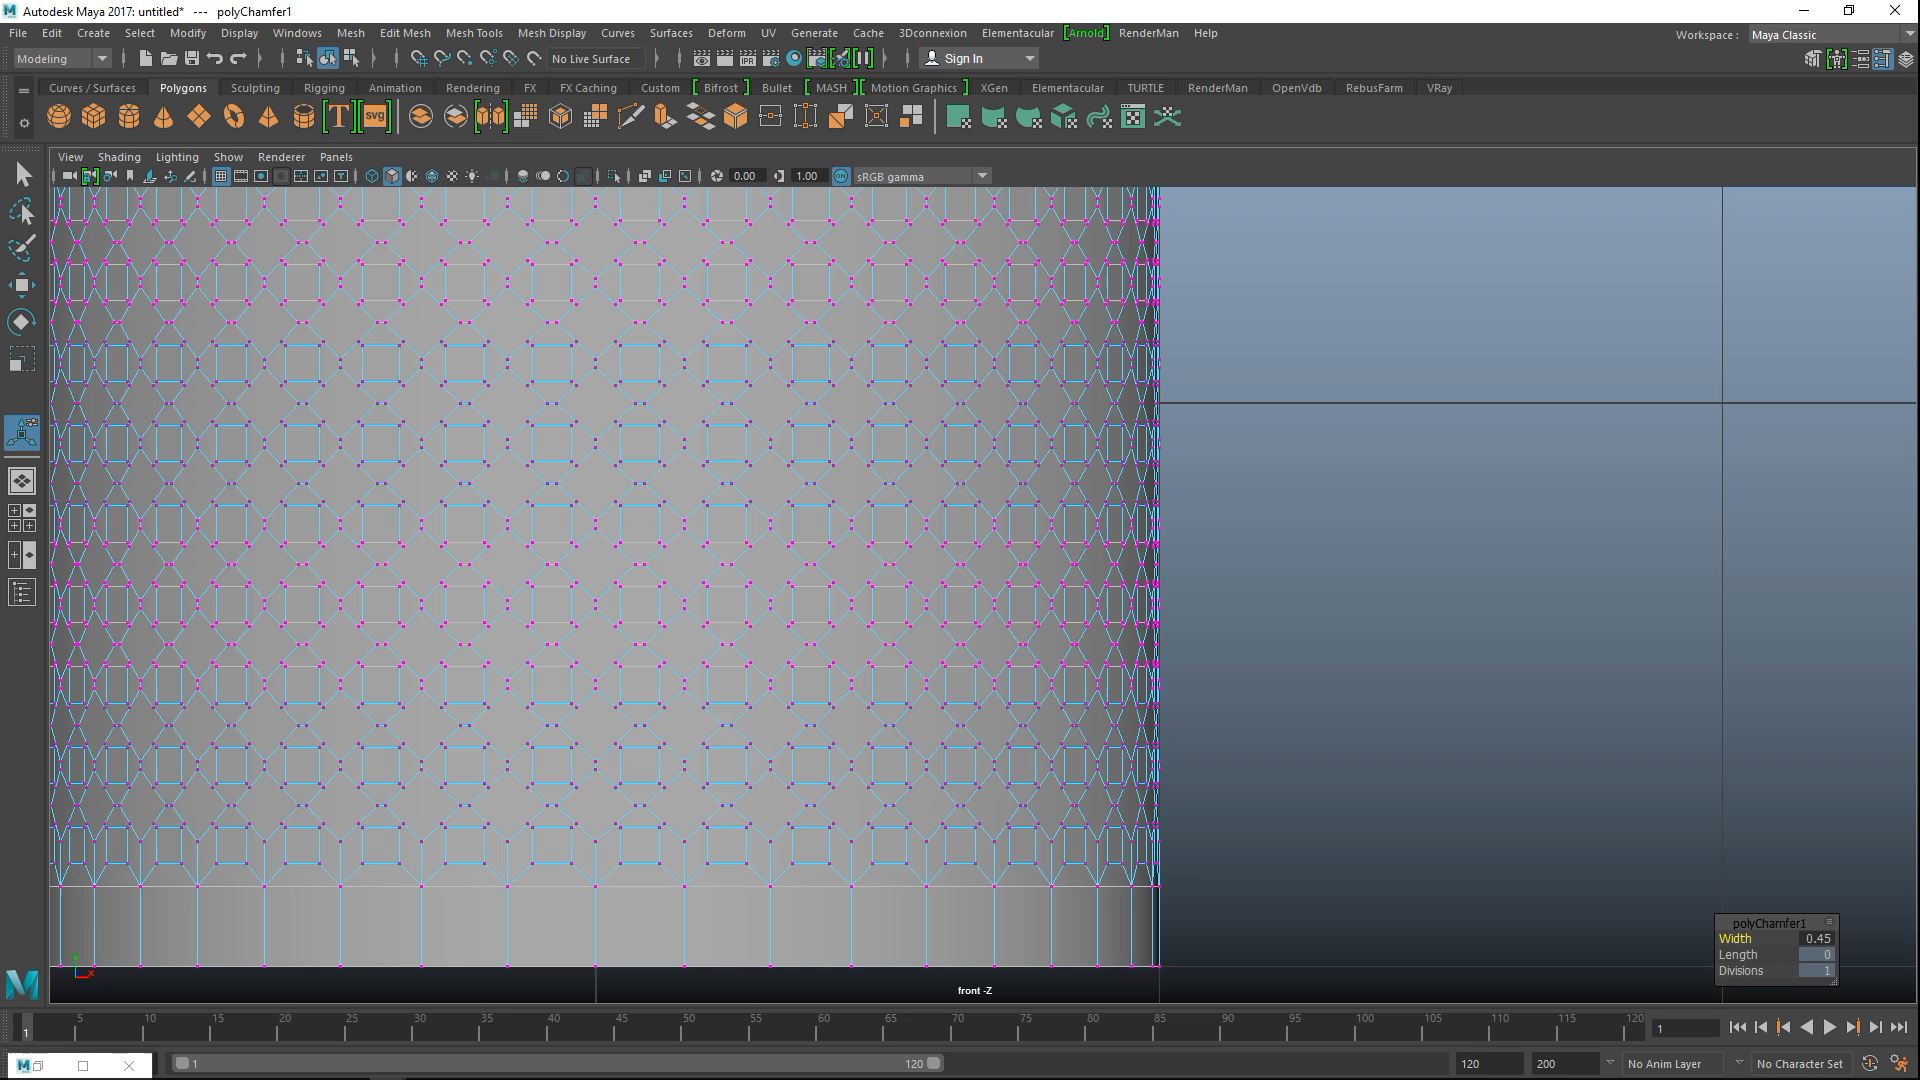 Autodesk Maya 2017: untitled* --- polyChamfer1
File Edit Create Select Modify Display Windows Mesh Edit Mesh Mesh Tools Mesh Display Curves Surfaces Deform UV Generate Cache 3Dconnexion Elementacular [Arnold] RenderMan Help
Workspace : Maya Classic
Modeling No Live Surface Sign In
IPR
Curves / Surfaces Polygons Sculpting Rigging Animation Rendering FX FX Caching Custom Bifrost Bullet MASH Motion Graphics XGen Elementacular TURTLE RenderMan OpenVdb RebusFarm VRay
T svg
View Shading Lighting Show Renderer Panels
0.00 1.00 ON sRGB gamma
polyChamfer1
Width 0.45
Length 0
Divisions 1
y
x
front -Z
5 10 15 20 25 30 35 40 45 50 55 60 65 70 75 80 85 90 95 100 105 110 115 120
1 1
1 120 120 200 No Anim Layer No Character Set